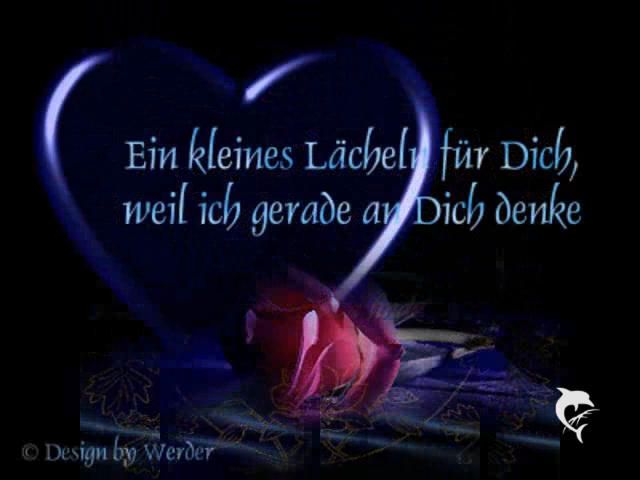 Ein kleines Lächeln für Dich,
weil ich gerade an Dich denke
© Design by Werder